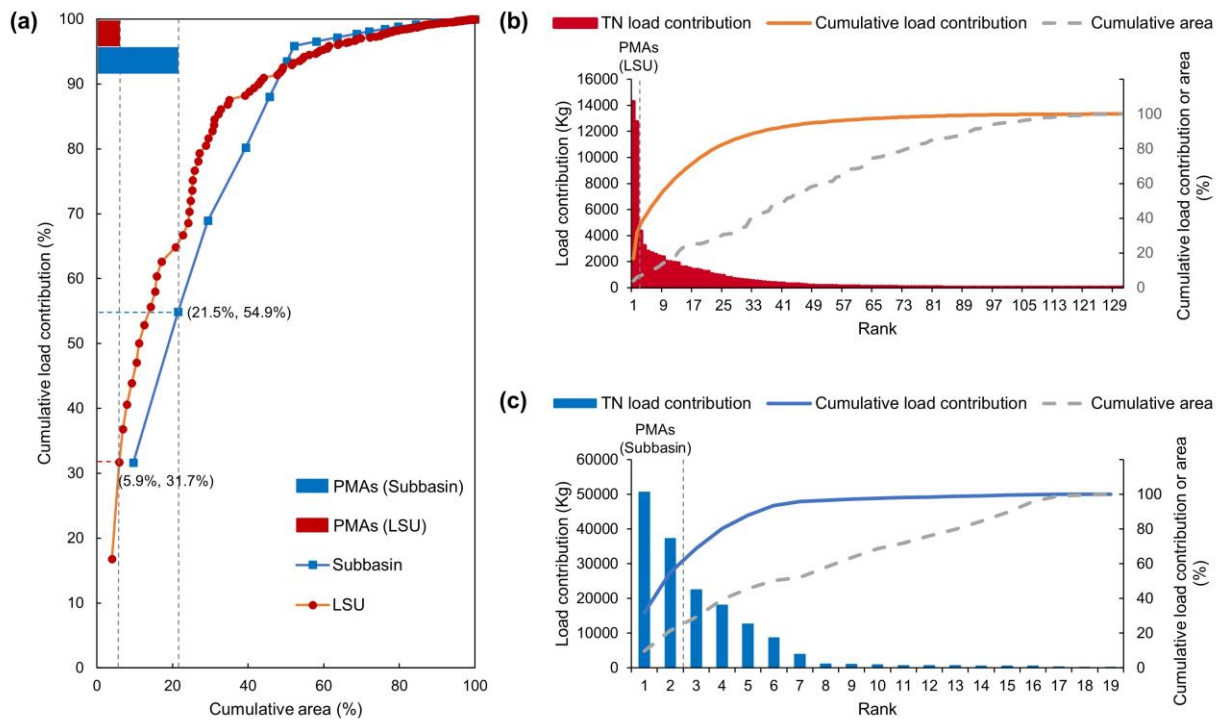 (a)
100
90
80
70
60
50
40
30
20
10
0
Cumulative load contribution (%)
(21.5%, 54.9%)
(5.9%, 31.7%)
PMAs (Subbasin)
PMAs (LSU)
Subbasin
LSU
0 20 40 60 80 100
Cumulative area (%)
(b)
TN load contribution Cumulative load contribution Cumulative area
PMAs
(LSU)
16000
14000
12000
10000
8000
6000
4000
2000
0
Load contribution (Kg)
100
80
60
40
20
0
Cumulative load contribution or area
(%)
1 9 17 25 33 41 49 57 65 73 81 89 97 105 113 121 129
Rank
(c)
TN load contribution Cumulative load contribution Cumulative area
PMAs
(Subbasin)
60000
50000
40000
30000
20000
10000
0
Load contribution (Kg)
100
80
60
40
20
0
Cumulative load contribution or area
(%)
1 2 3 4 5 6 7 8 9 10 11 12 13 14 15 16 17 18 19
Rank